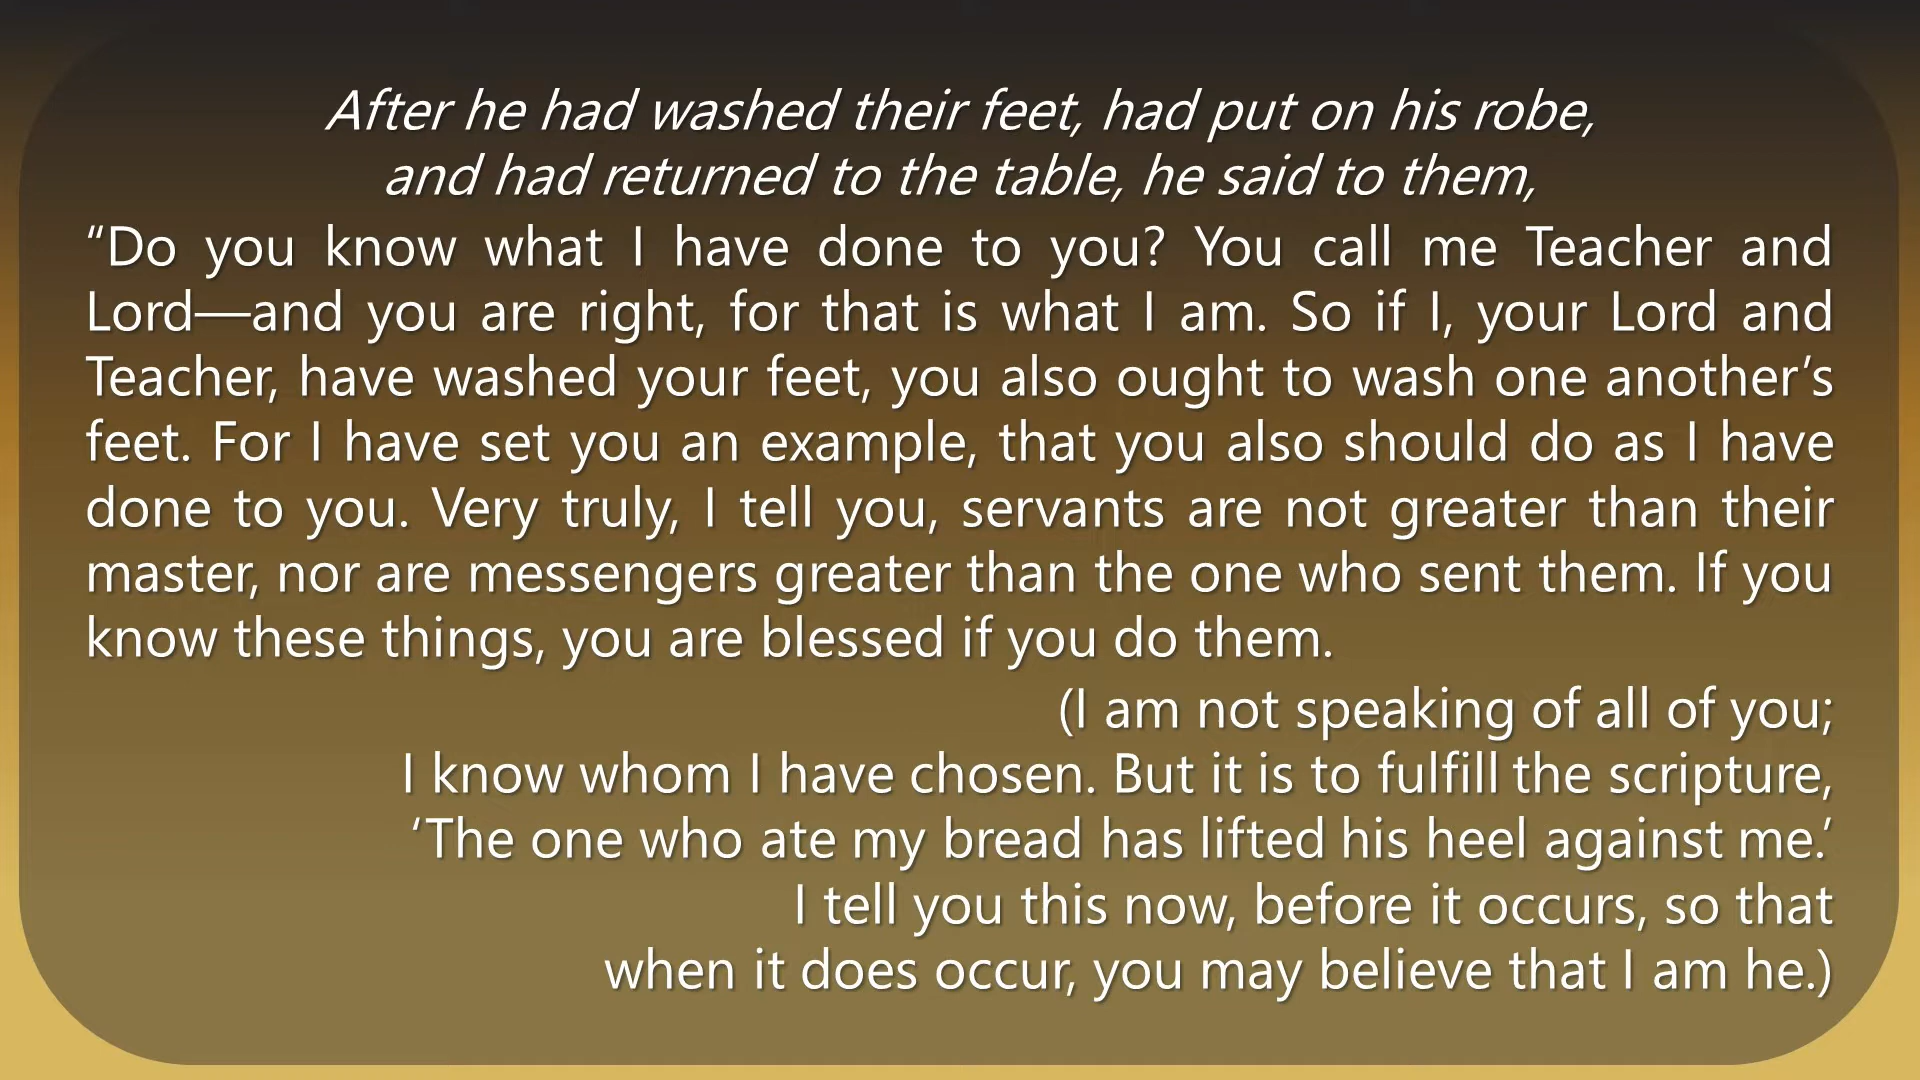 After he had washed their feet, had put on his robe,
and had returned to the table, he said to them,
“Do you know what I have done to you? You call me Teacher and
Lord—and you are right, for that is what I am. So if I, your Lord and
Teacher, have washed your feet, you also ought to wash one another’s
feet. For I have set you an example, that you also should do as I have
done to you. Very truly, I tell you, servants are not greater than their
master, nor are messengers greater than the one who sent them. If you
know these things, you are blessed if you do them.
(I am not speaking of all of you;
I know whom I have chosen. But it is to fulfill the scripture,
‘The one who ate my bread has lifted his heel against me.’
I tell you this now, before it occurs, so that
when it does occur, you may believe that I am he.)